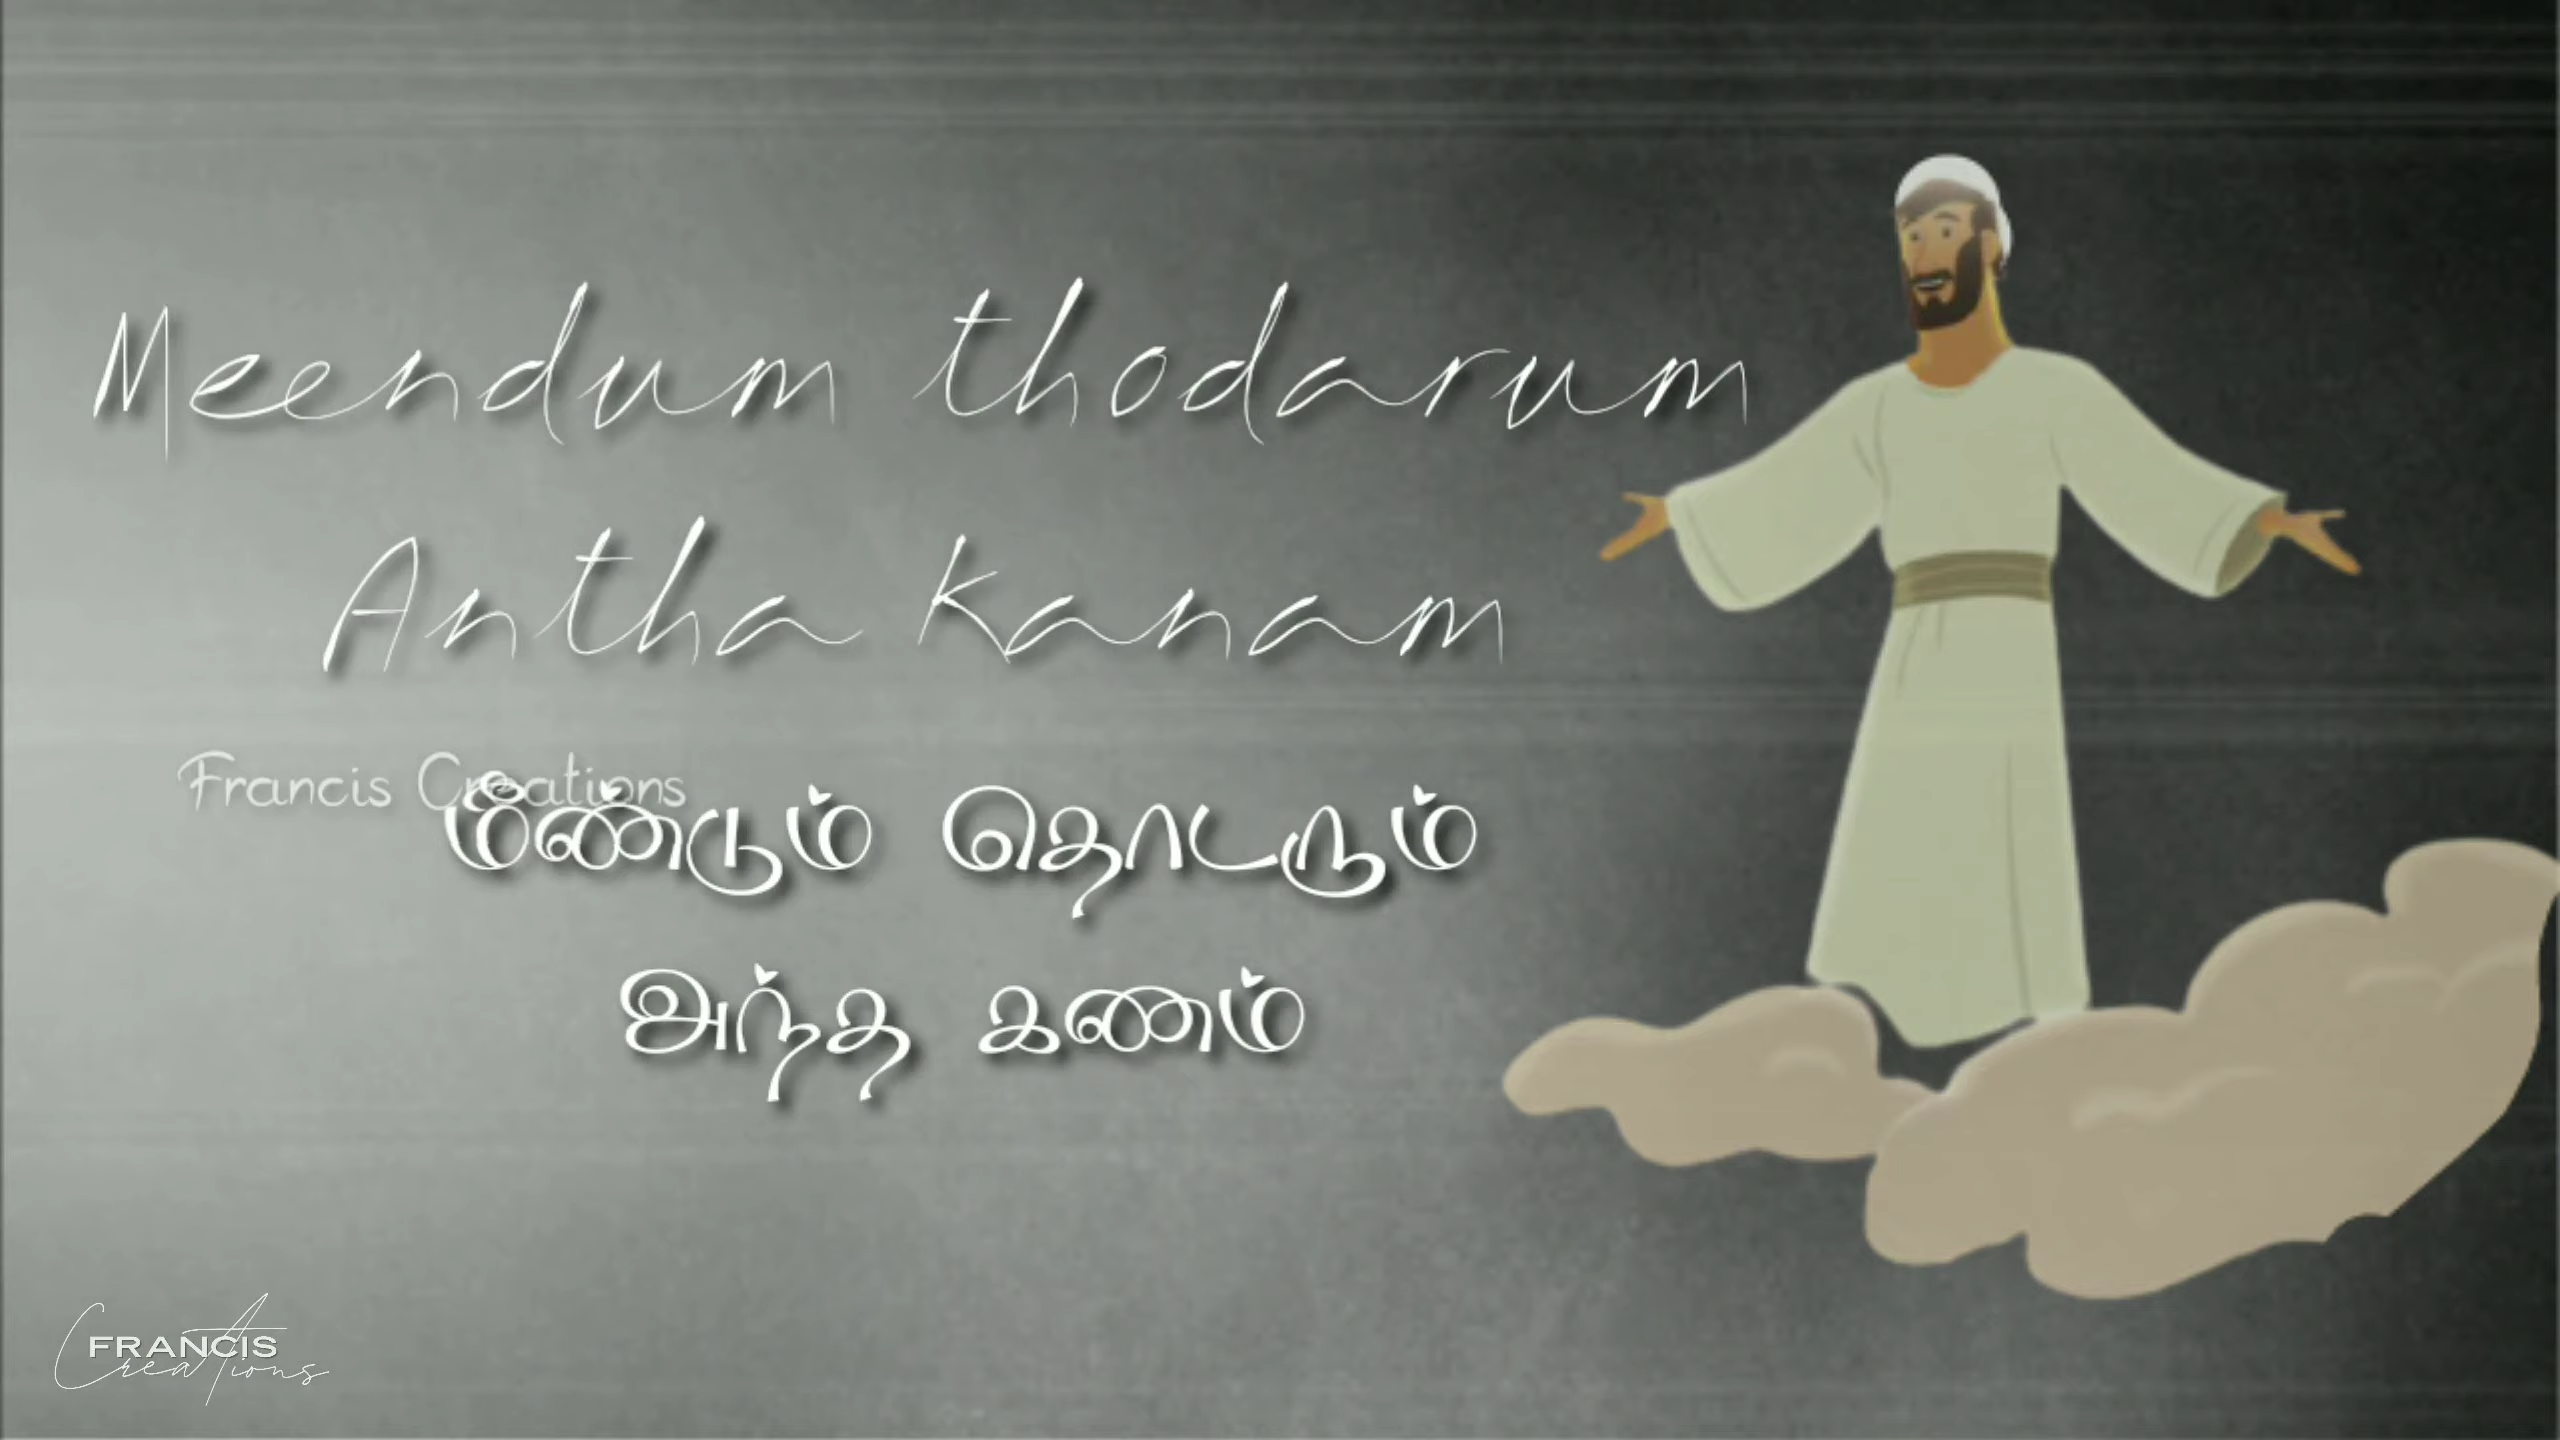 Meendum thodarum
Antha kanam
Francis Creations
மீண்டும் தொடரும்
அந்த கணம்
FRANCIS
Creations